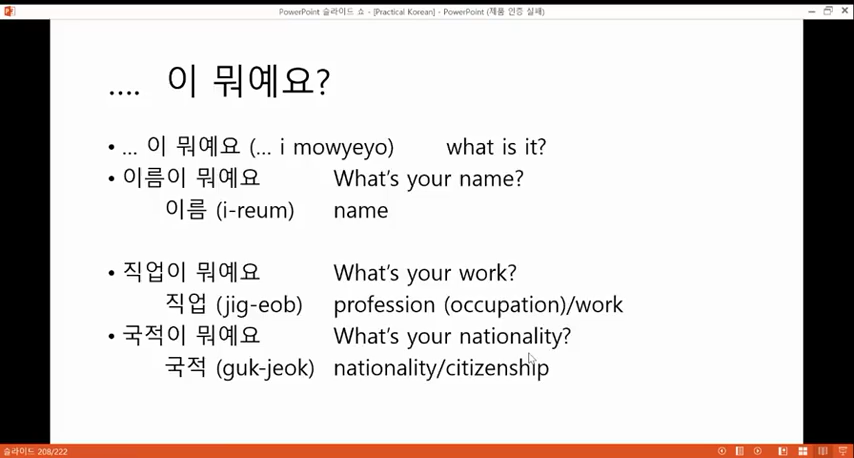 PowerPoint 슬라이드 쇼 - [Practical Korean] - PowerPoint (제품 인증 실패)
.... 이 뭐예요?
• ... 이 뭐예요 (... i mowyeyo) what is it?
• 이름이 뭐예요 What's your name?
이름 (i-reum) name
• 직업이 뭐예요 What's your work?
직업 (jig-eob) profession (occupation)/work
• 국적이 뭐예요 What's your nationality?
국적 (guk-jeok) nationality/citizenship
슬라이드 208/222